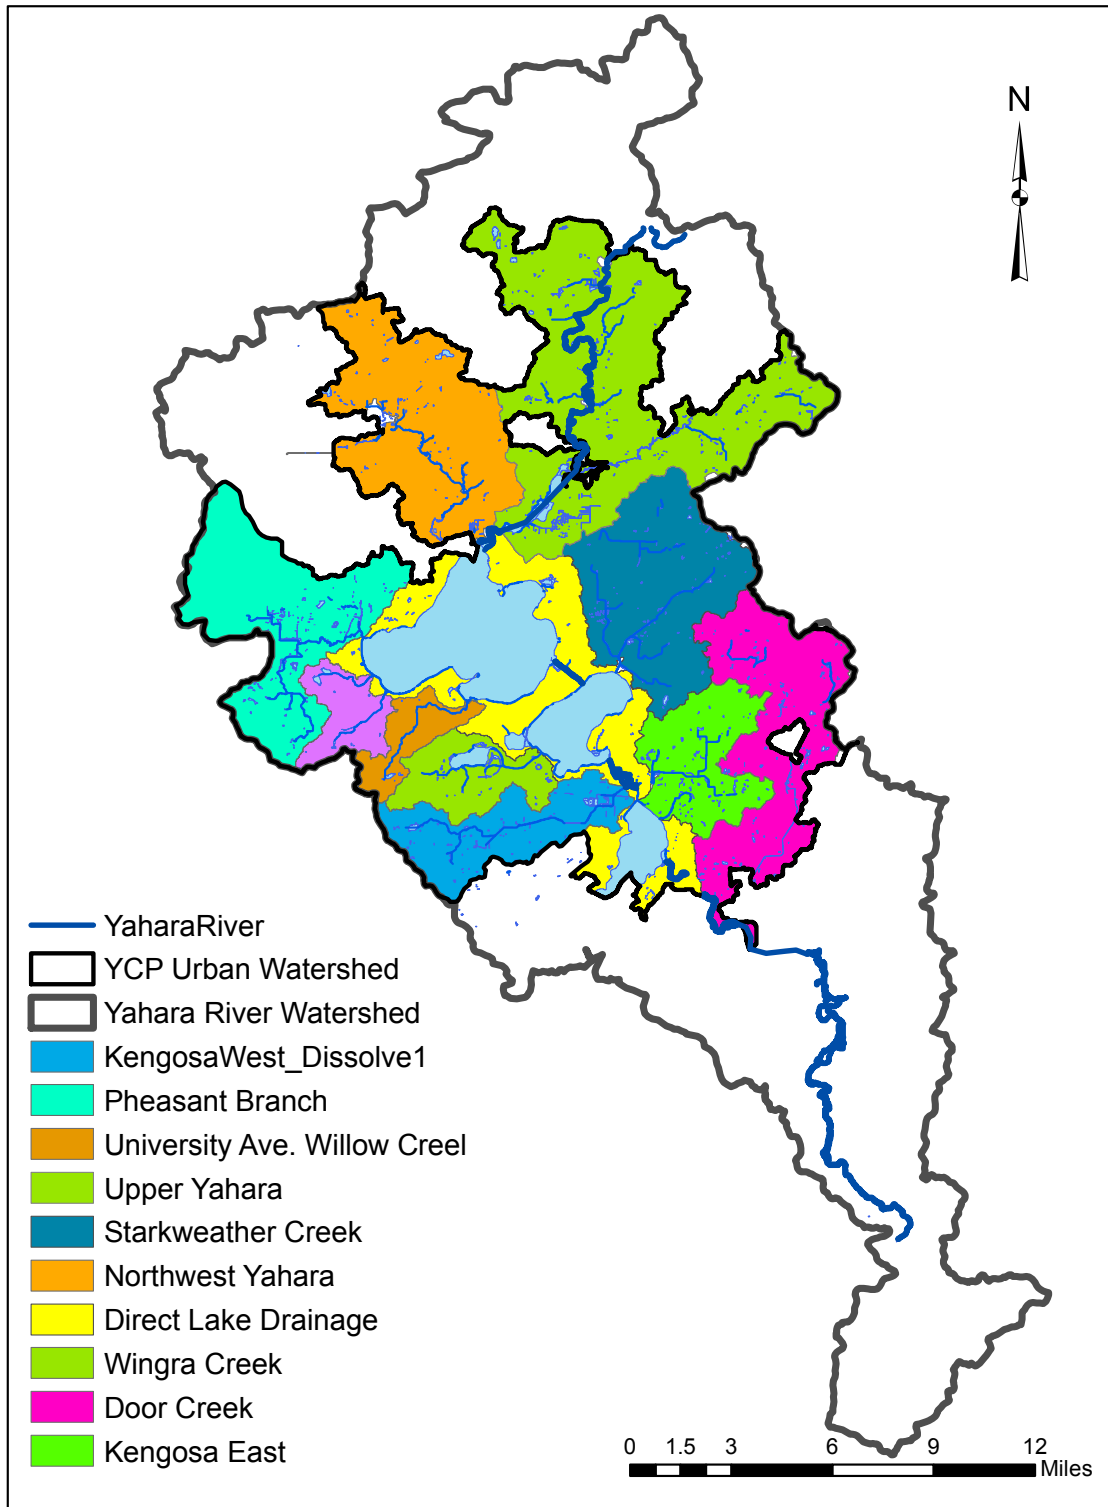 N
YaharaRiver
YCP Urban Watershed
Yahara River Watershed
KengosaWest_Dissolve1
Pheasant Branch
University Ave. Willow Creel
Upper Yahara
Starkweather Creek
Northwest Yahara
Direct Lake Drainage
Wingra Creek
Door Creek
Kengosa East
0 1.5 3 6 9 12
Miles